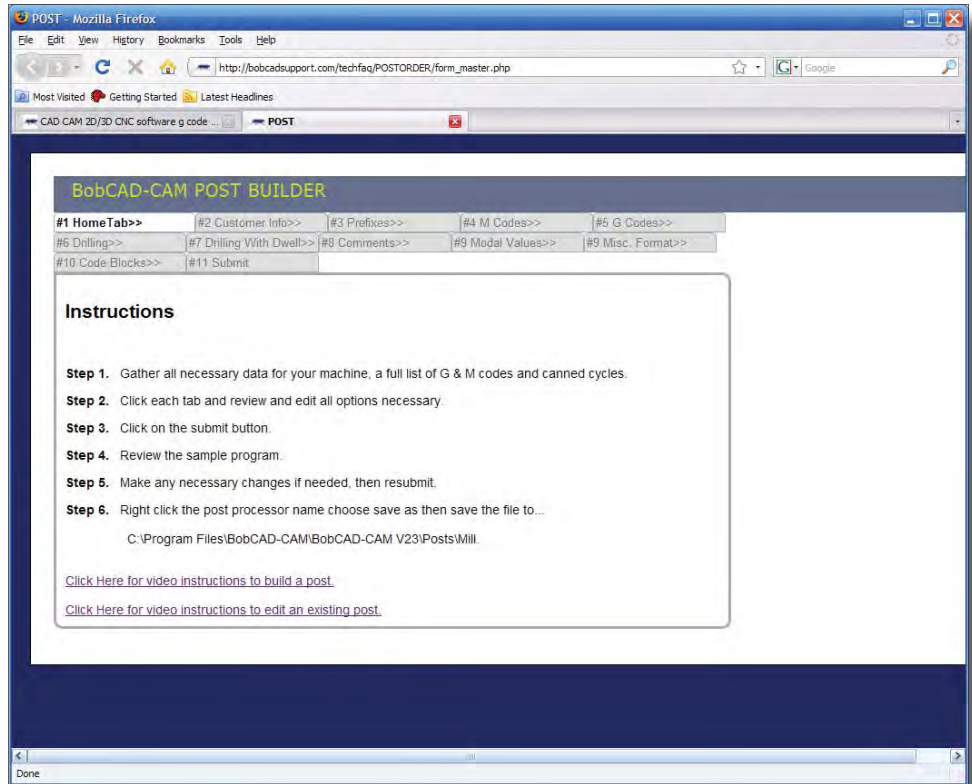 POST - Mozilla Firefox
File Edit View History Bookmarks Tools Help
http://bobcadsupport.com/techfaq/POSTORDER/form_master.php
G Google
Most Visited Getting Started Latest Headlines
CAD CAM 2D/3D CNC software g code ... POST
BobCAD-CAM POST BUILDER
#1 HomeTab>> #2 Customer Info>> #3 Prefixes>> #4 M Codes>> #5 G Codes>>
#6 Drilling>> #7 Drilling With Dwell>> #8 Comments>> #9 Modal Values>> #9 Misc. Format>>
#10 Code Blocks>> #11 Submit
Instructions
Step 1. Gather all necessary data for your machine, a full list of G & M codes and canned cycles.
Step 2. Click each tab and review and edit all options necessary.
Step 3. Click on the submit button.
Step 4. Review the sample program.
Step 5. Make any necessary changes if needed, then resubmit.
Step 6. Right click the post processor name choose save as then save the file to...
C:\Program Files\BobCAD-CAM\BobCAD-CAM V23\Posts\Mill.
Click Here for video instructions to build a post.
Click Here for video instructions to edit an existing post.
Done